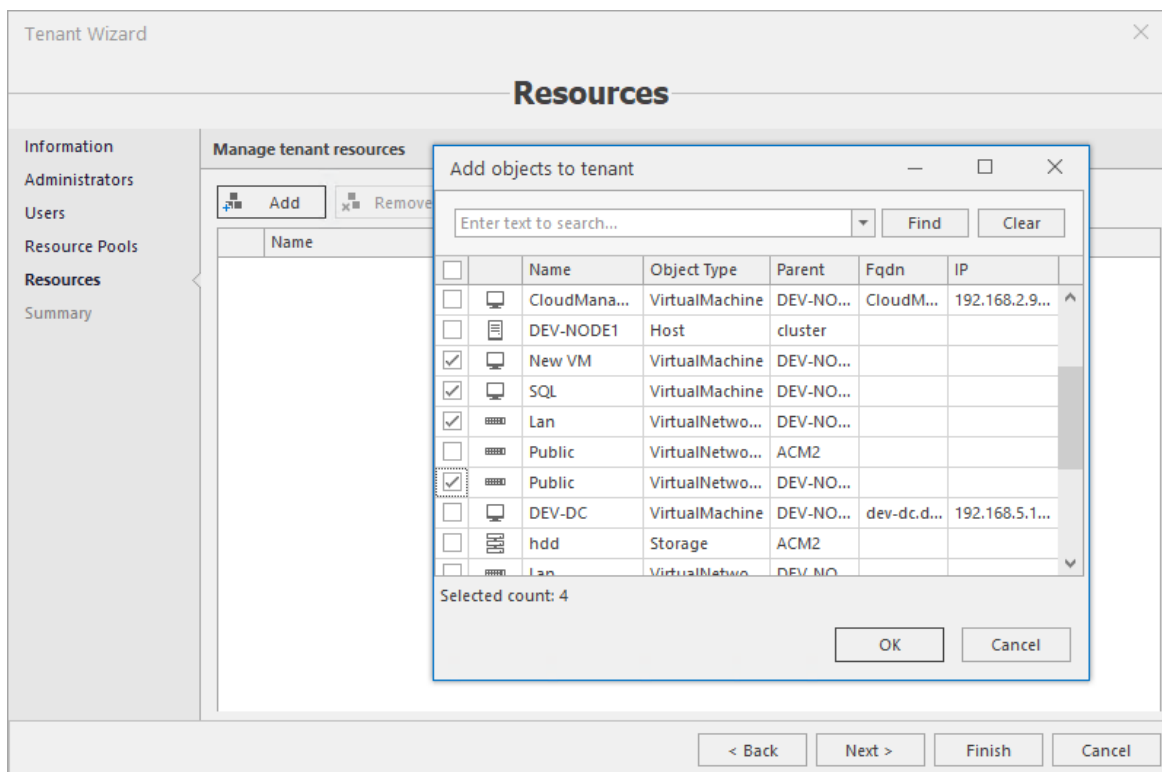 Tenant Wizard
Resources
Information
Administrators
Users
Resource Pools
Resources
Summary
Manage tenant resources
Add Remove
Name
Add objects to tenant
Enter text to search... Find Clear
Name Object Type Parent Fqdn IP
CloudMana... VirtualMachine DEV-NO... CloudM... 192.168.2.9...
DEV-NODE1 Host cluster
New VM VirtualMachine DEV-NO...
SQL VirtualMachine DEV-NO...
Lan VirtualNetwo... DEV-NO...
Public VirtualNetwo... ACM2
Public VirtualNetwo... DEV-NO...
DEV-DC VirtualMachine DEV-NO... dev-dc.d... 192.168.5.1...
hdd Storage ACM2
Lan VirtualNetwo... DEV-NO...
Selected count: 4
OK Cancel
< Back Next > Finish Cancel